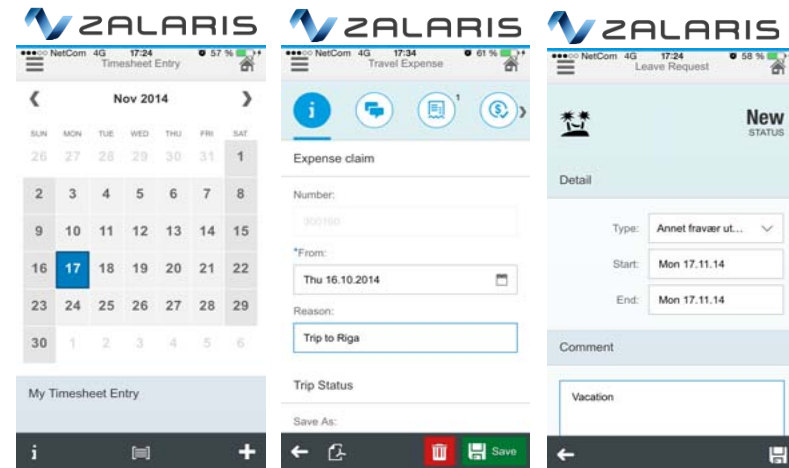 ZALARIS
NetCom 4G 17:24 57 %
Timesheet Entry
Nov 2014
SUN MON TUE WED THU FRI SAT
26 27 28 29 30 31 1
2 3 4 5 6 7 8
9 10 11 12 13 14 15
16 17 18 19 20 21 22
23 24 25 26 27 28 29
30 1 2 3 4 5 6
My Timesheet Entry
i
ZALARIS
NetCom 4G 17:34 61 %
Travel Expense
i 1
Expense claim
Number:
300160
*From:
Thu 16.10.2014
Reason:
Trip to Riga
Trip Status
Save As:
Save
ZALARIS
NetCom 4G 17:24 58 %
Leave Request
New
STATUS
Detail
Type: Annet fravær ut...
Start: Mon 17.11.14
End: Mon 17.11.14
Comment
Vacation